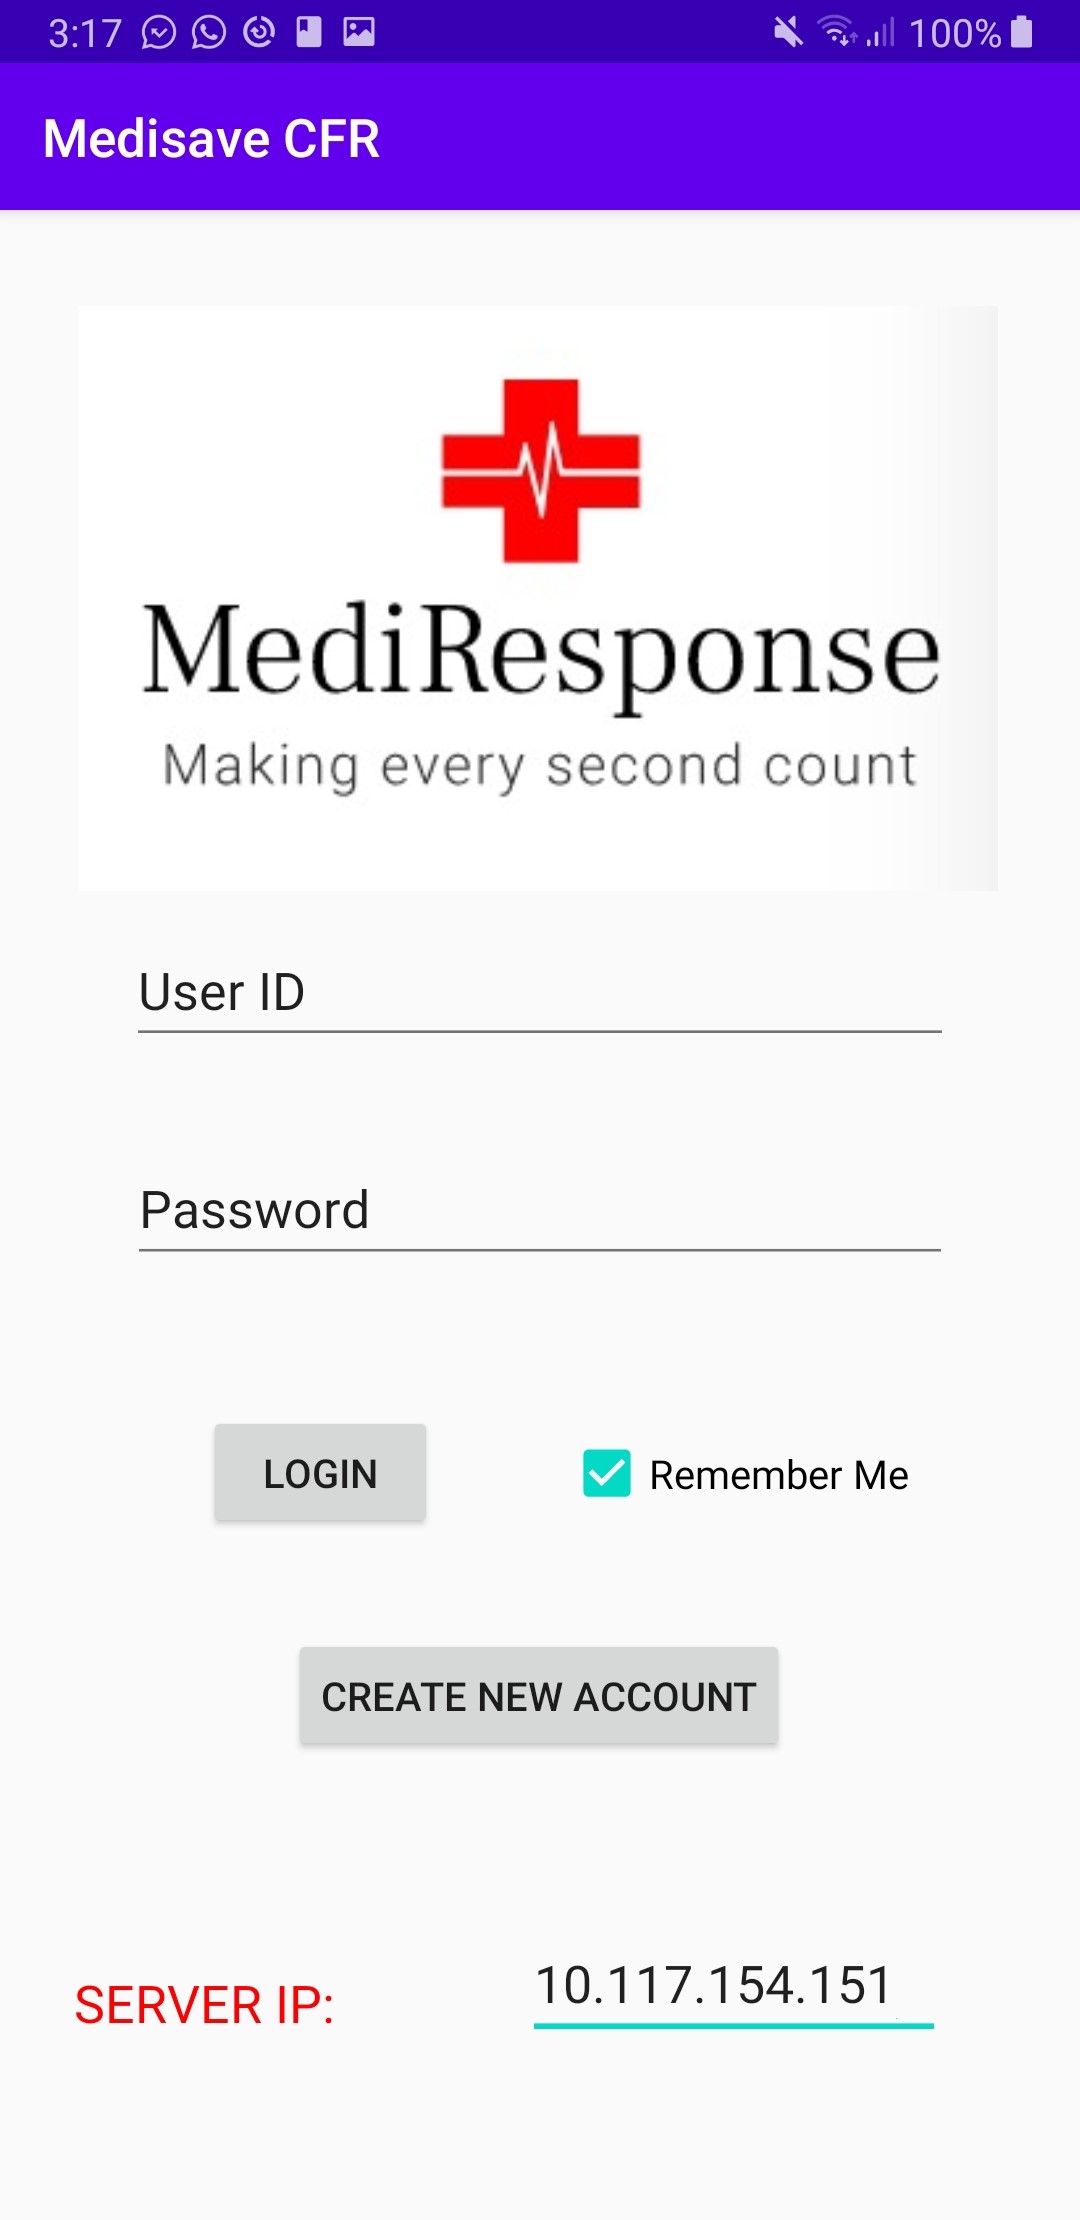 3:17 100%
Medisave CFR
MediResponse
Making every second count
User ID
Password
LOGIN Remember Me
CREATE NEW ACCOUNT
SERVER IP: 10.117.154.151